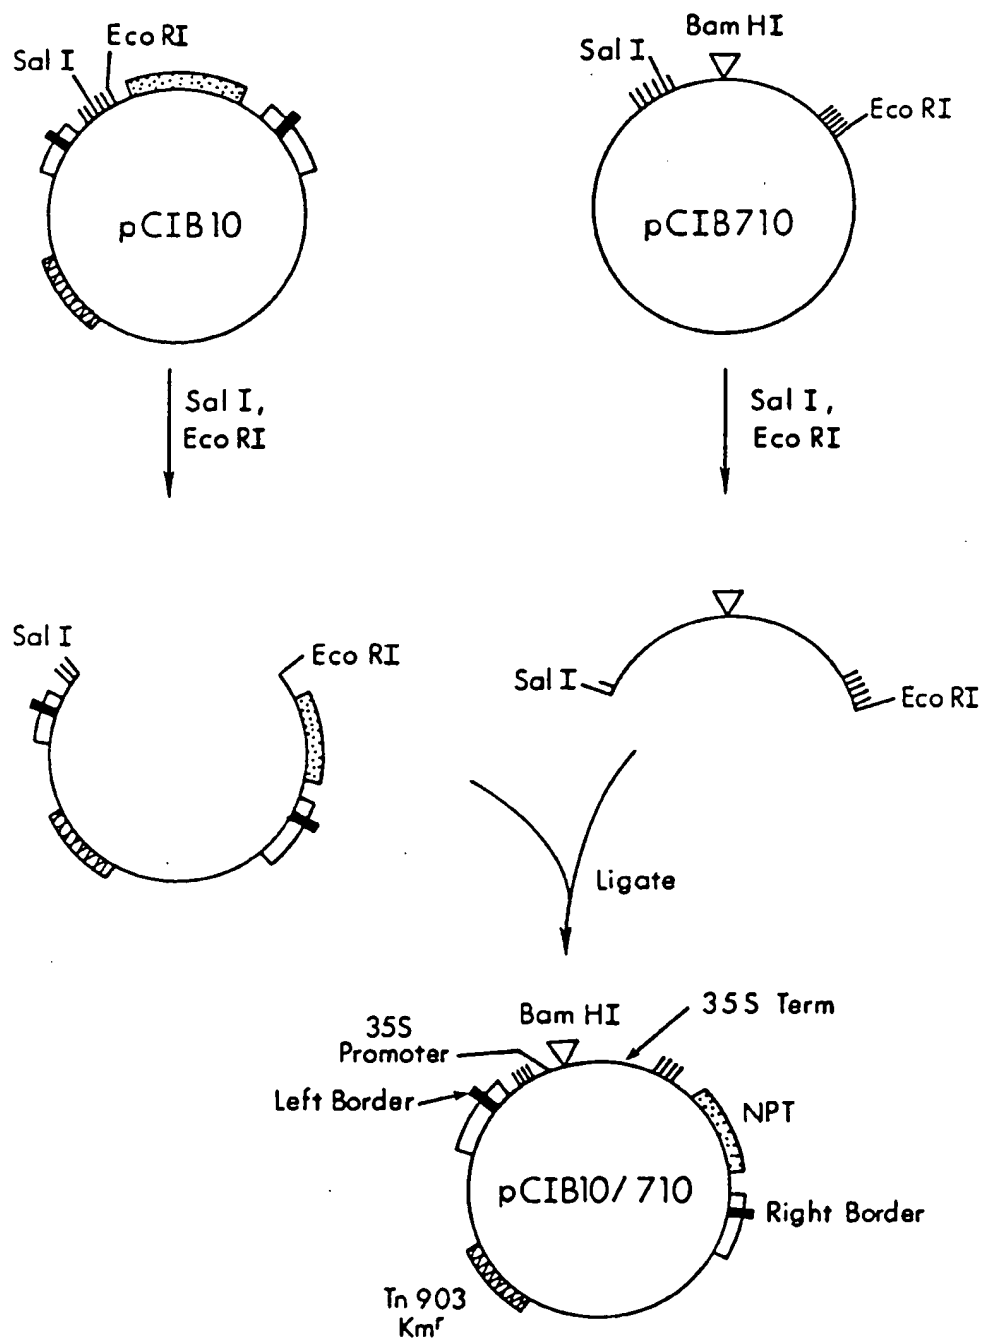 Eco RI
Sal I
pCIB10
Bam HI
Sal I
Eco RI
pCIB710
Sal I,
Eco RI
Sal I,
Eco RI
Sal I
Eco RI
Sal I
Eco RI
Ligate
35S
Promoter
Bam HI
35S Term
Left Border
NPT
pCIB10/710
Right Border
Tn 903
Kmʳ